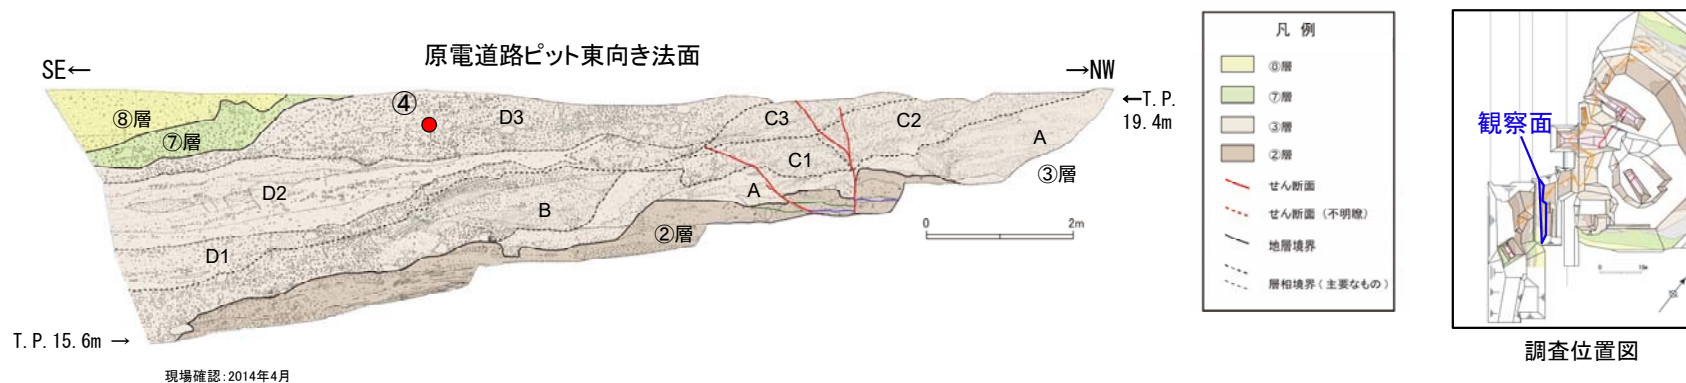 原電道路ピット東向き法面
SE←
→NW
←T.P.
19.4m
⑧層
⑦層
④
D3
C3
C2
A
C1
③層
D2
A
B
②層
D1
0 2m
T.P.15.6m →
現場確認:2014年4月
凡 例
⑧層
⑦層
③層
②層
せん断面
せん断面（不明瞭）
地層境界
層相境界（主要なもの）
観察面
調査位置図